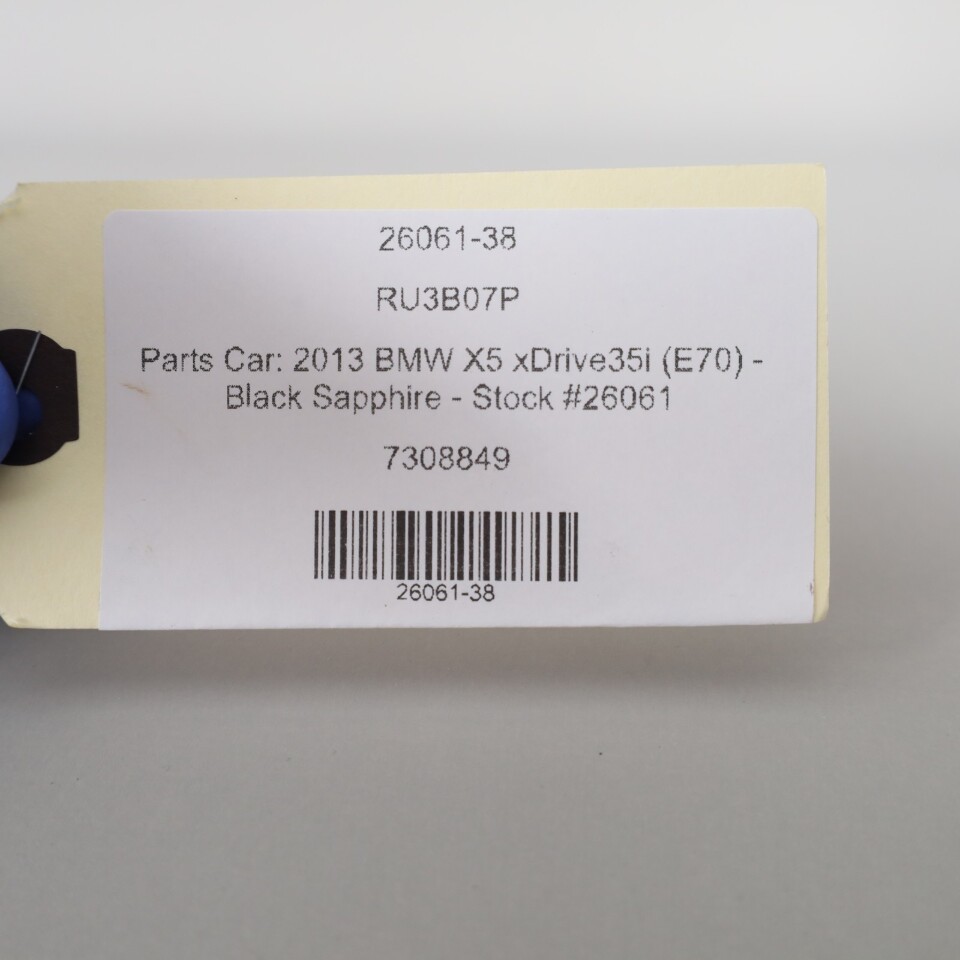 26061-38
RU3B07P
Parts Car: 2013 BMW X5 xDrive35i (E70) -
Black Sapphire - Stock #26061
7308849
26061-38